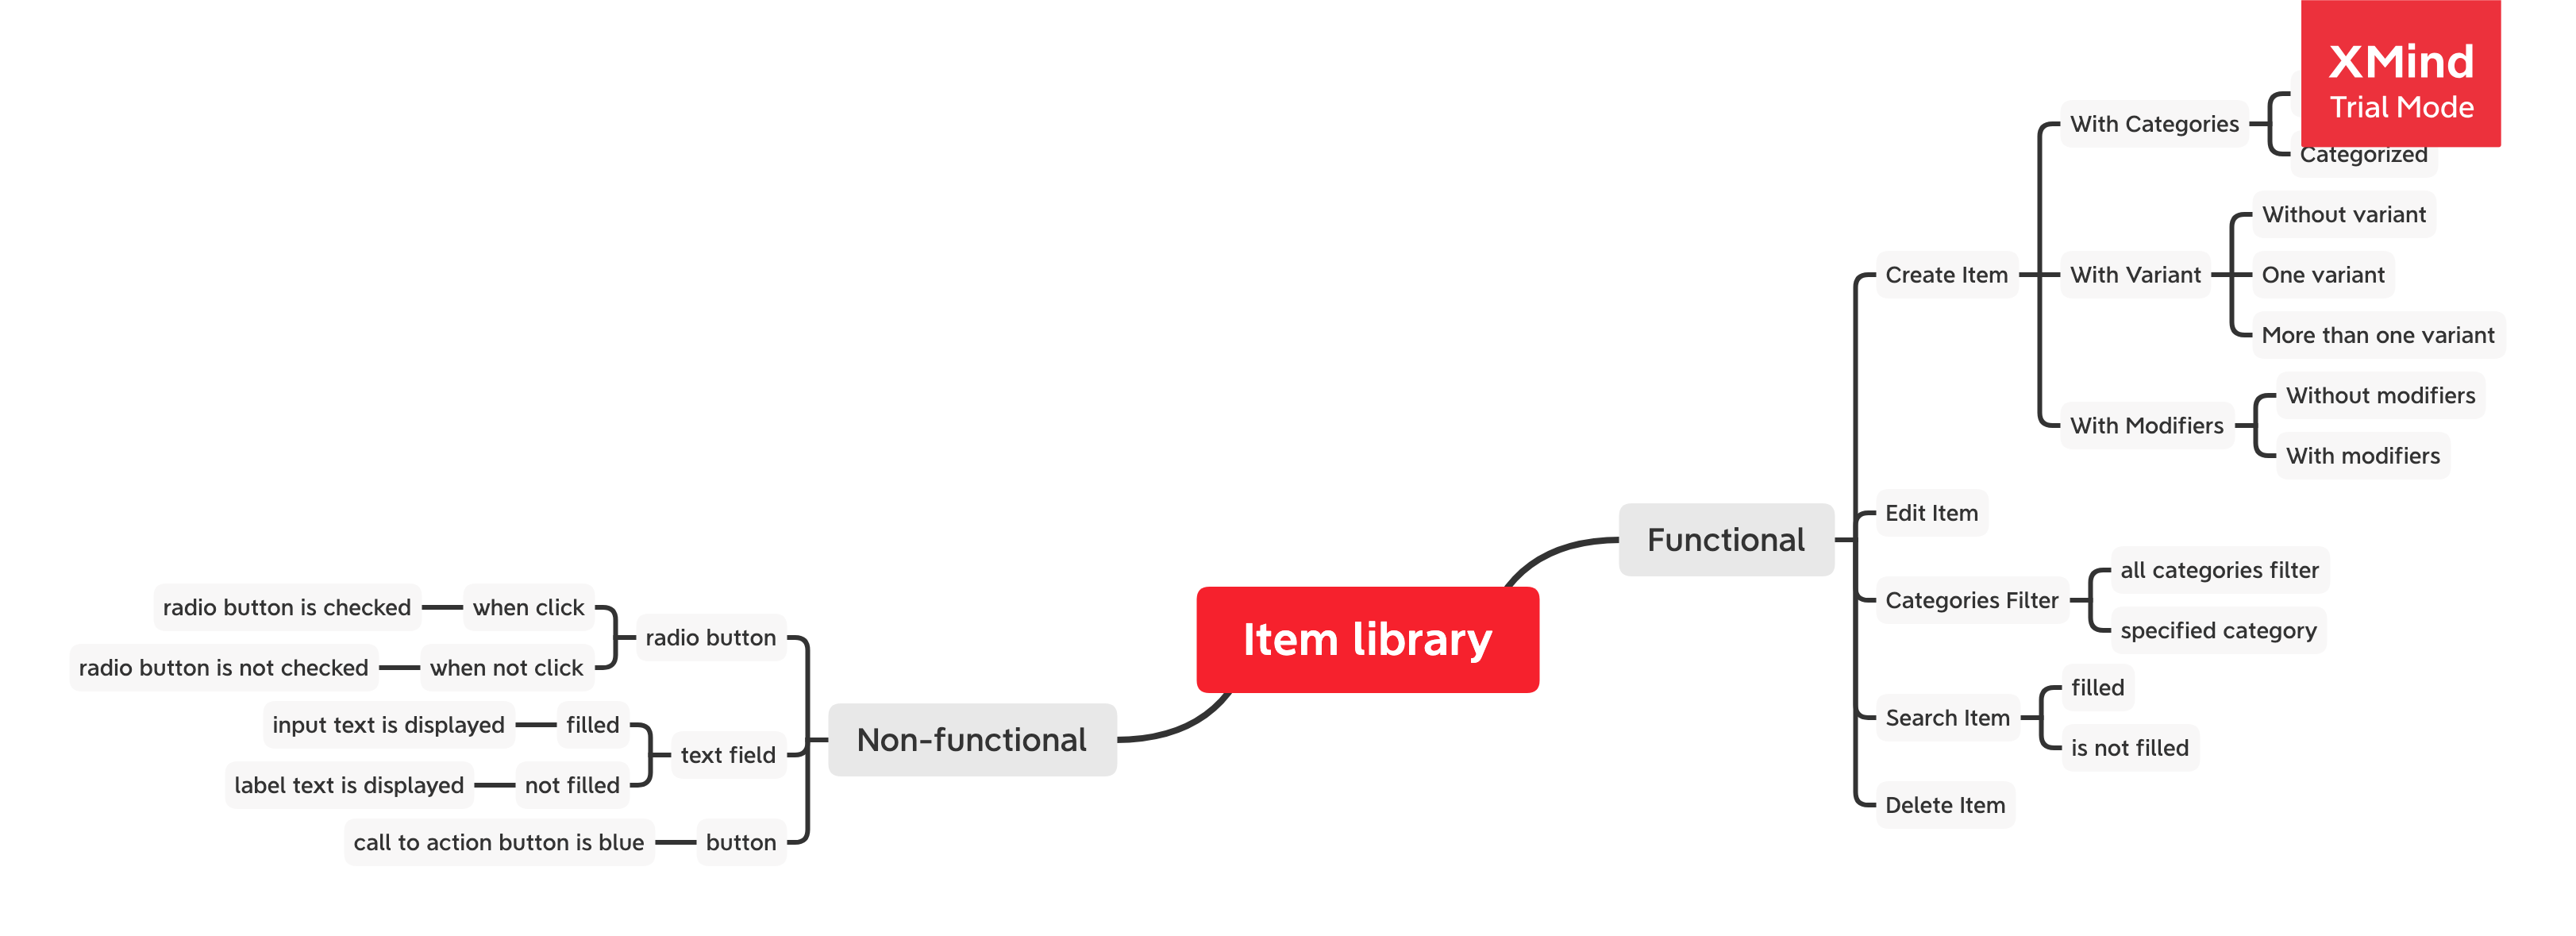 XMind
Trial Mode
With Categories
Categorized
Without variant
Create Item
With Variant
One variant
More than one variant
Without modifiers
With Modifiers
With modifiers
Edit Item
Functional
all categories filter
Categories Filter
specified category
filled
Search Item
is not filled
Delete Item
Item library
Non-functional
radio button
when click
radio button is checked
when not click
radio button is not checked
text field
filled
input text is displayed
not filled
label text is displayed
button
call to action button is blue